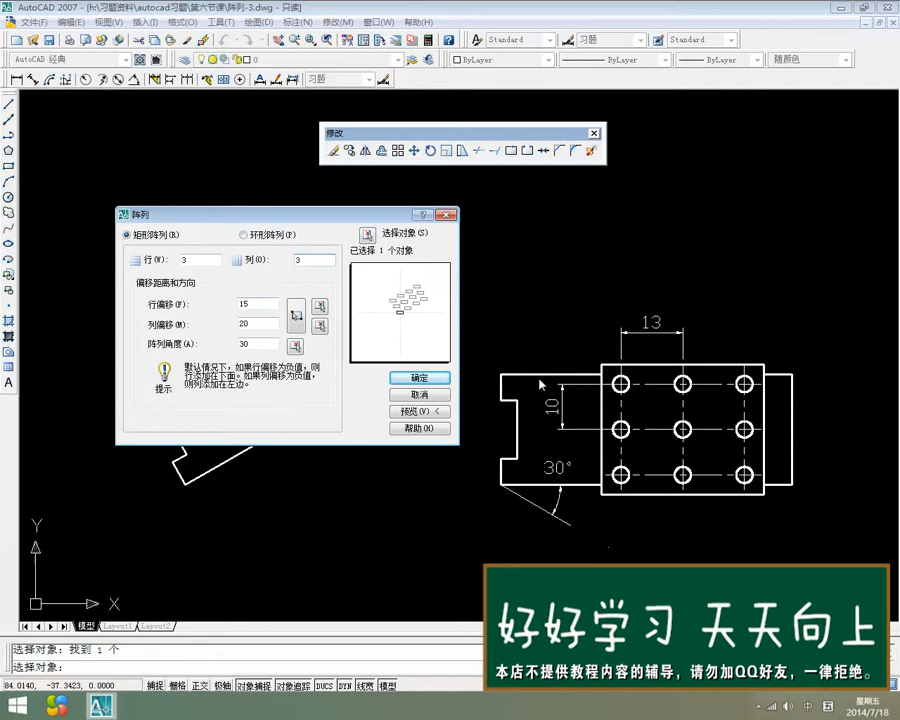 AutoCAD 2007 - [h:\习题资料\autocad习题\第六节课\阵列-3.dwg - 只读]
文件(F) 编辑(E) 视图(V) 插入(I) 格式(O) 工具(T) 绘图(D) 标注(N) 修改(M) 窗口(W) 帮助(H)
Standard 习题 Standard
AutoCAD 经典 0 ByLayer ByLayer ByLayer 随颜色
习题
修改
阵列
矩形阵列(R) 环形阵列(P) 选择对象(S)
已选择 1 个对象
行(W): 3 列(O): 3
偏移距离和方向
行偏移(F): 15
列偏移(M): 20
阵列角度(A): 30
默认情况下，如果行偏移为负值，则
行添加在下面。如果列偏移为负值，
则列添加在左边。
提示
确定
取消
预览(V) <
帮助(H)
13
10
30°
Y
X
模型 Layout1 Layout2
好好学习 天天向上
本店不提供教程内容的辅导，请勿加QQ好友，一律拒绝。
选择对象: 找到 1 个
选择对象:
84.0140, -37.3423, 0.0000 捕捉 栅格 正交 极轴 对象捕捉 对象追踪 DUCS DYN 线宽 模型
中 五
星期五
2014/7/18